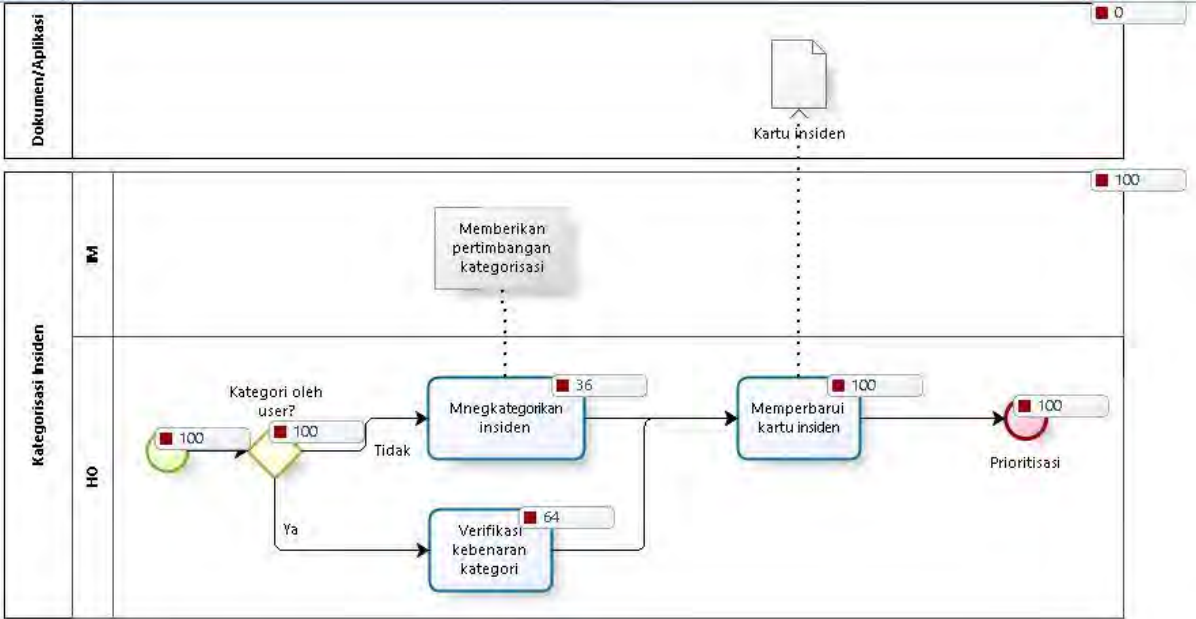 Dokumen/Aplikasi
0
Kartu insiden
Kategorisasi Insiden
100
IM
Memberikan
pertimbangan
kategorisasi
HO
100
Kategori oleh
user?
100
Tidak
Ya
36
Mnegkategorikan
insiden
64
Verifikasi
kebenaran
kategori
100
Memperbarui
kartu insiden
100
Prioritisasi